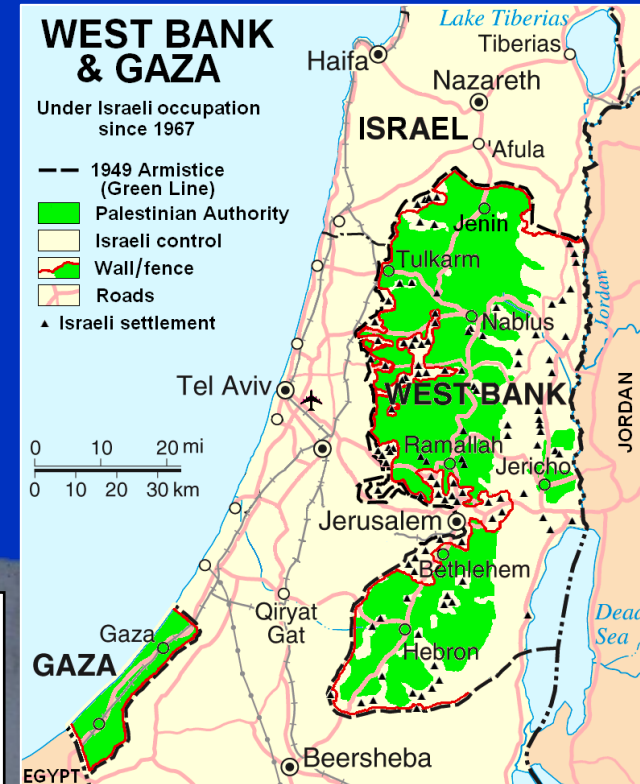 WEST BANK
& GAZA
Under Israeli occupation
since 1967
1949 Armistice
(Green Line)
Palestinian Authority
Israeli control
Wall/fence
Roads
Israeli settlement
Lake Tiberias
Tiberias
Haifa
Nazareth
ISRAEL
'Afula
Jenin
Tulkarm
Nablus
Jordan
Tel Aviv
WEST BANK
JORDAN
0 10 20 mi
0 10 20 30 km
Ramallah
Jericho
Jerusalem
Bethlehem
Qiryat
Gat
Dead
Sea
Gaza
GAZA
Hebron
Beersheba
EGYPT